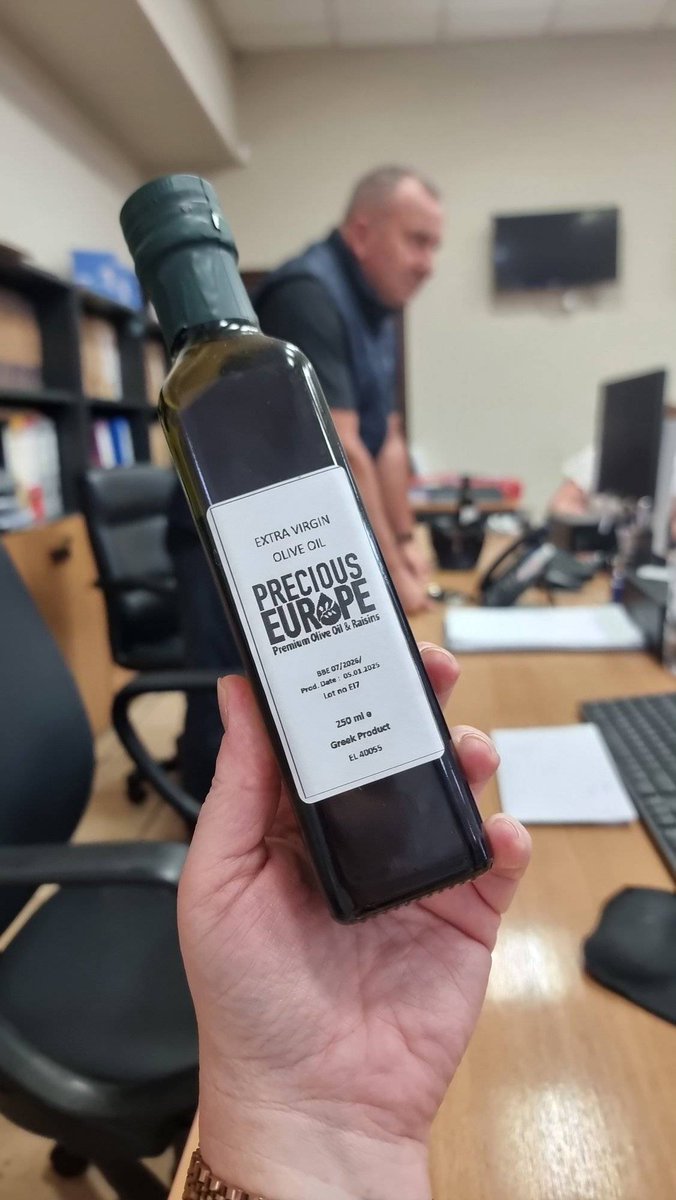 EXTRA VIRGIN
OLIVE OIL
PRECIOUS
EUROPE
Premium Olive Oil & Raisins
BBE 07/2026/
Prod. Date : 05.01.2025
Lot no EI7
250 ml e
Greek Product
EL 40055